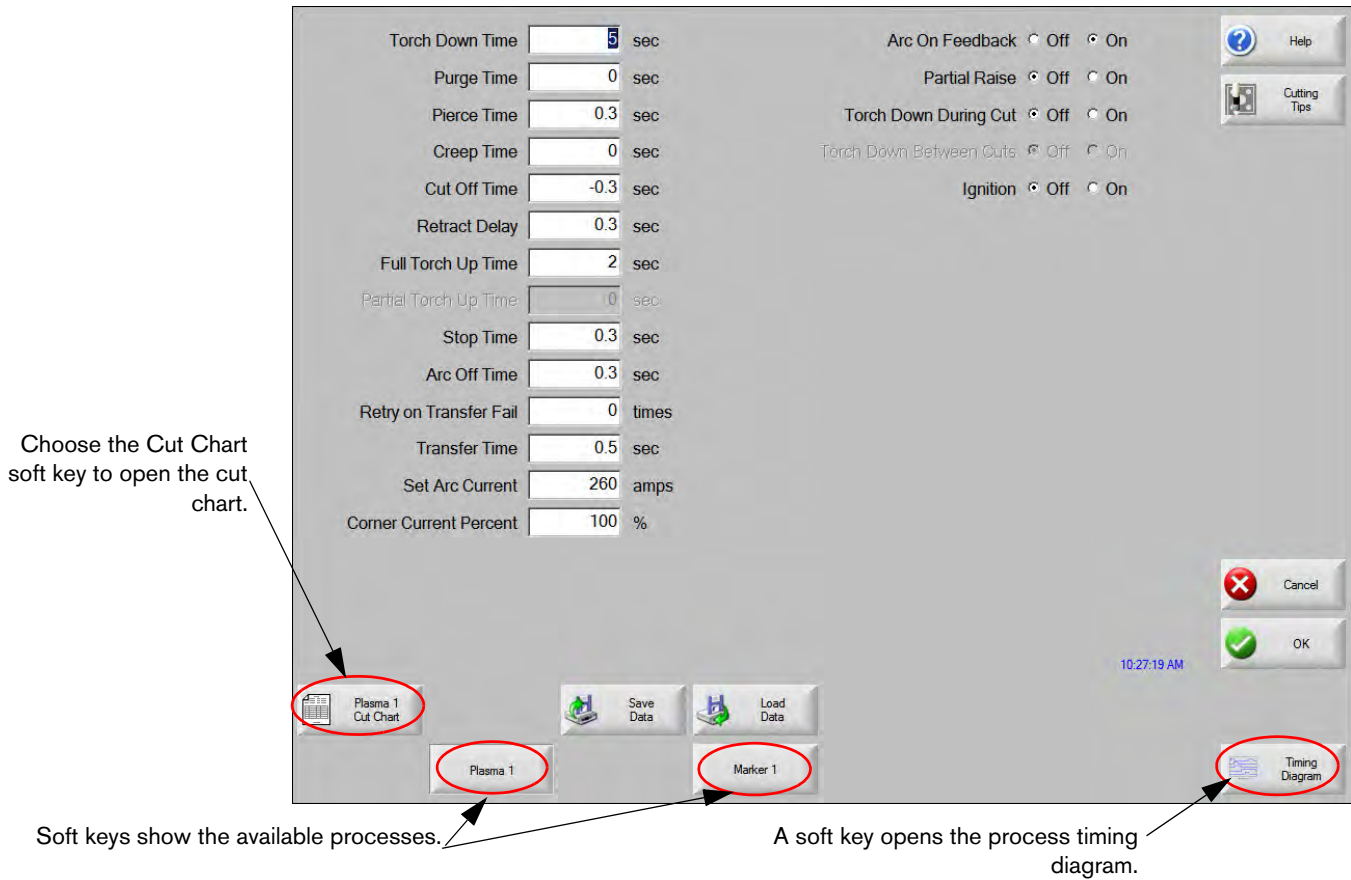 Torch Down Time 5 sec
Purge Time 0 sec
Pierce Time 0.3 sec
Creep Time 0 sec
Cut Off Time -0.3 sec
Retract Delay 0.3 sec
Full Torch Up Time 2 sec
Partial Torch Up Time 0 sec
Stop Time 0.3 sec
Arc Off Time 0.3 sec
Retry on Transfer Fail 0 times
Transfer Time 0.5 sec
Set Arc Current 260 amps
Corner Current Percent 100 %
Arc On Feedback Off On
Partial Raise Off On
Torch Down During Cut Off On
Torch Down Between Cuts Off On
Ignition Off On
Help
Cutting
Tips
Cancel
OK
10:27:19 AM
Choose the Cut Chart
soft key to open the cut
chart.
Plasma 1
Cut Chart
Save
Data
Load
Data
Plasma 1
Marker 1
Timing
Diagram
Soft keys show the available processes.
A soft key opens the process timing
diagram.